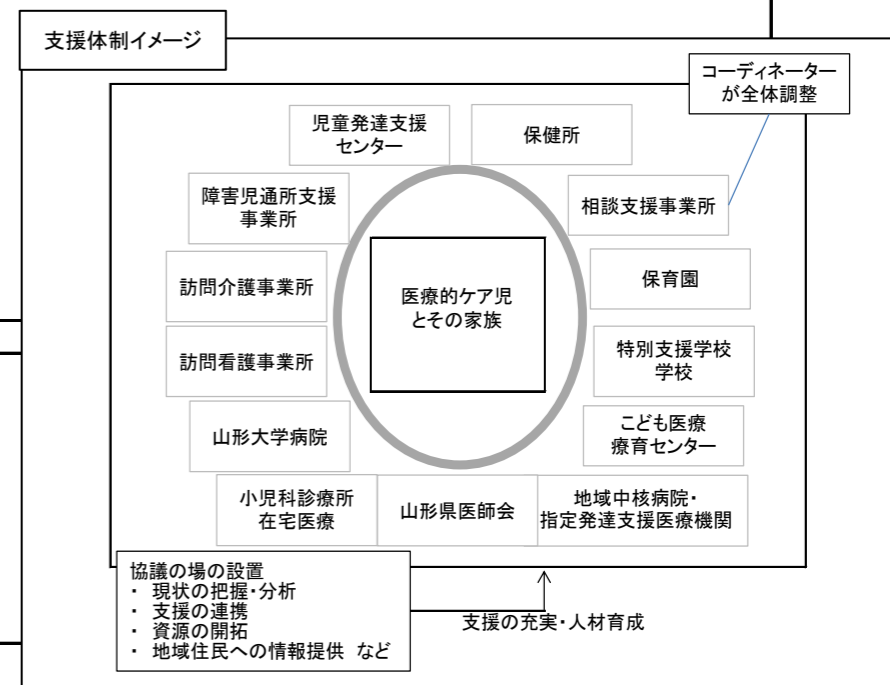 支援体制イメージ
コーディネーター
が全体調整
児童発達支援
センター
保健所
障害児通所支援
事業所
相談支援事業所
訪問介護事業所
医療的ケア児
とその家族
保育園
訪問看護事業所
特別支援学校
学校
山形大学病院
こども医療
療育センター
小児科診療所
在宅医療
山形県医師会
地域中核病院・
指定発達支援医療機関
協議の場の設置
・ 現状の把握・分析
・ 支援の連携
・ 資源の開拓
・ 地域住民への情報提供 など
支援の充実・人材育成